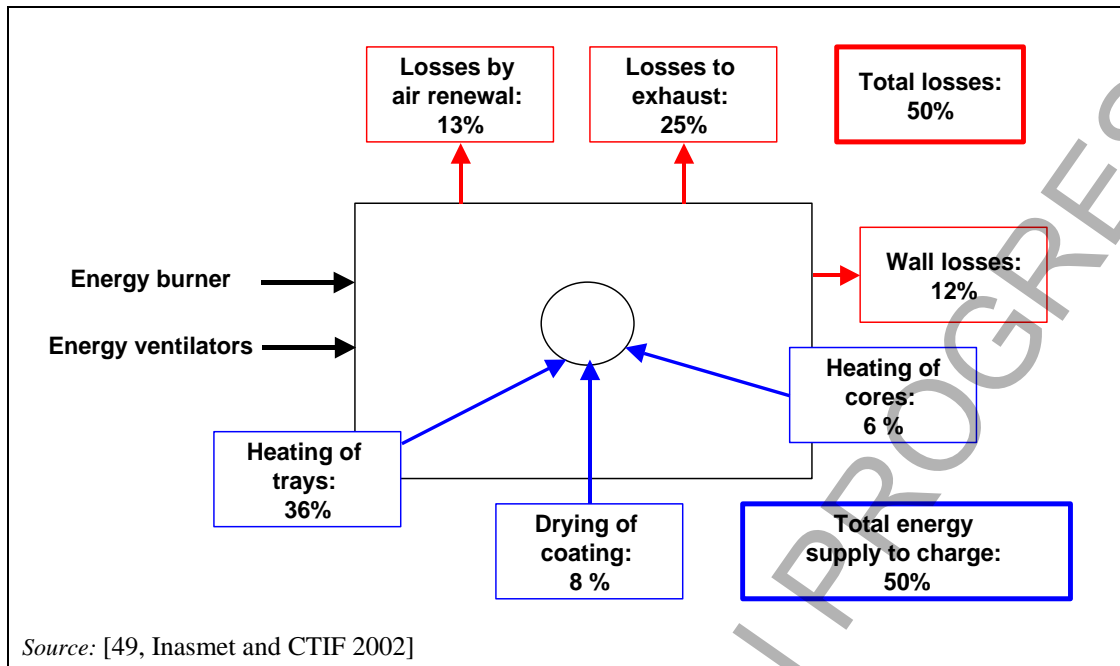 Losses by
air renewal:
13%
Losses to
exhaust:
25%
Total losses:
50%
Energy burner
Energy ventilators
Wall losses:
12%
Heating of
cores:
6 %
Heating of
trays:
36%
Drying of
coating:
8 %
Total energy
supply to charge:
50%
Source: [49, Inasmet and CTIF 2002]
PROGRES